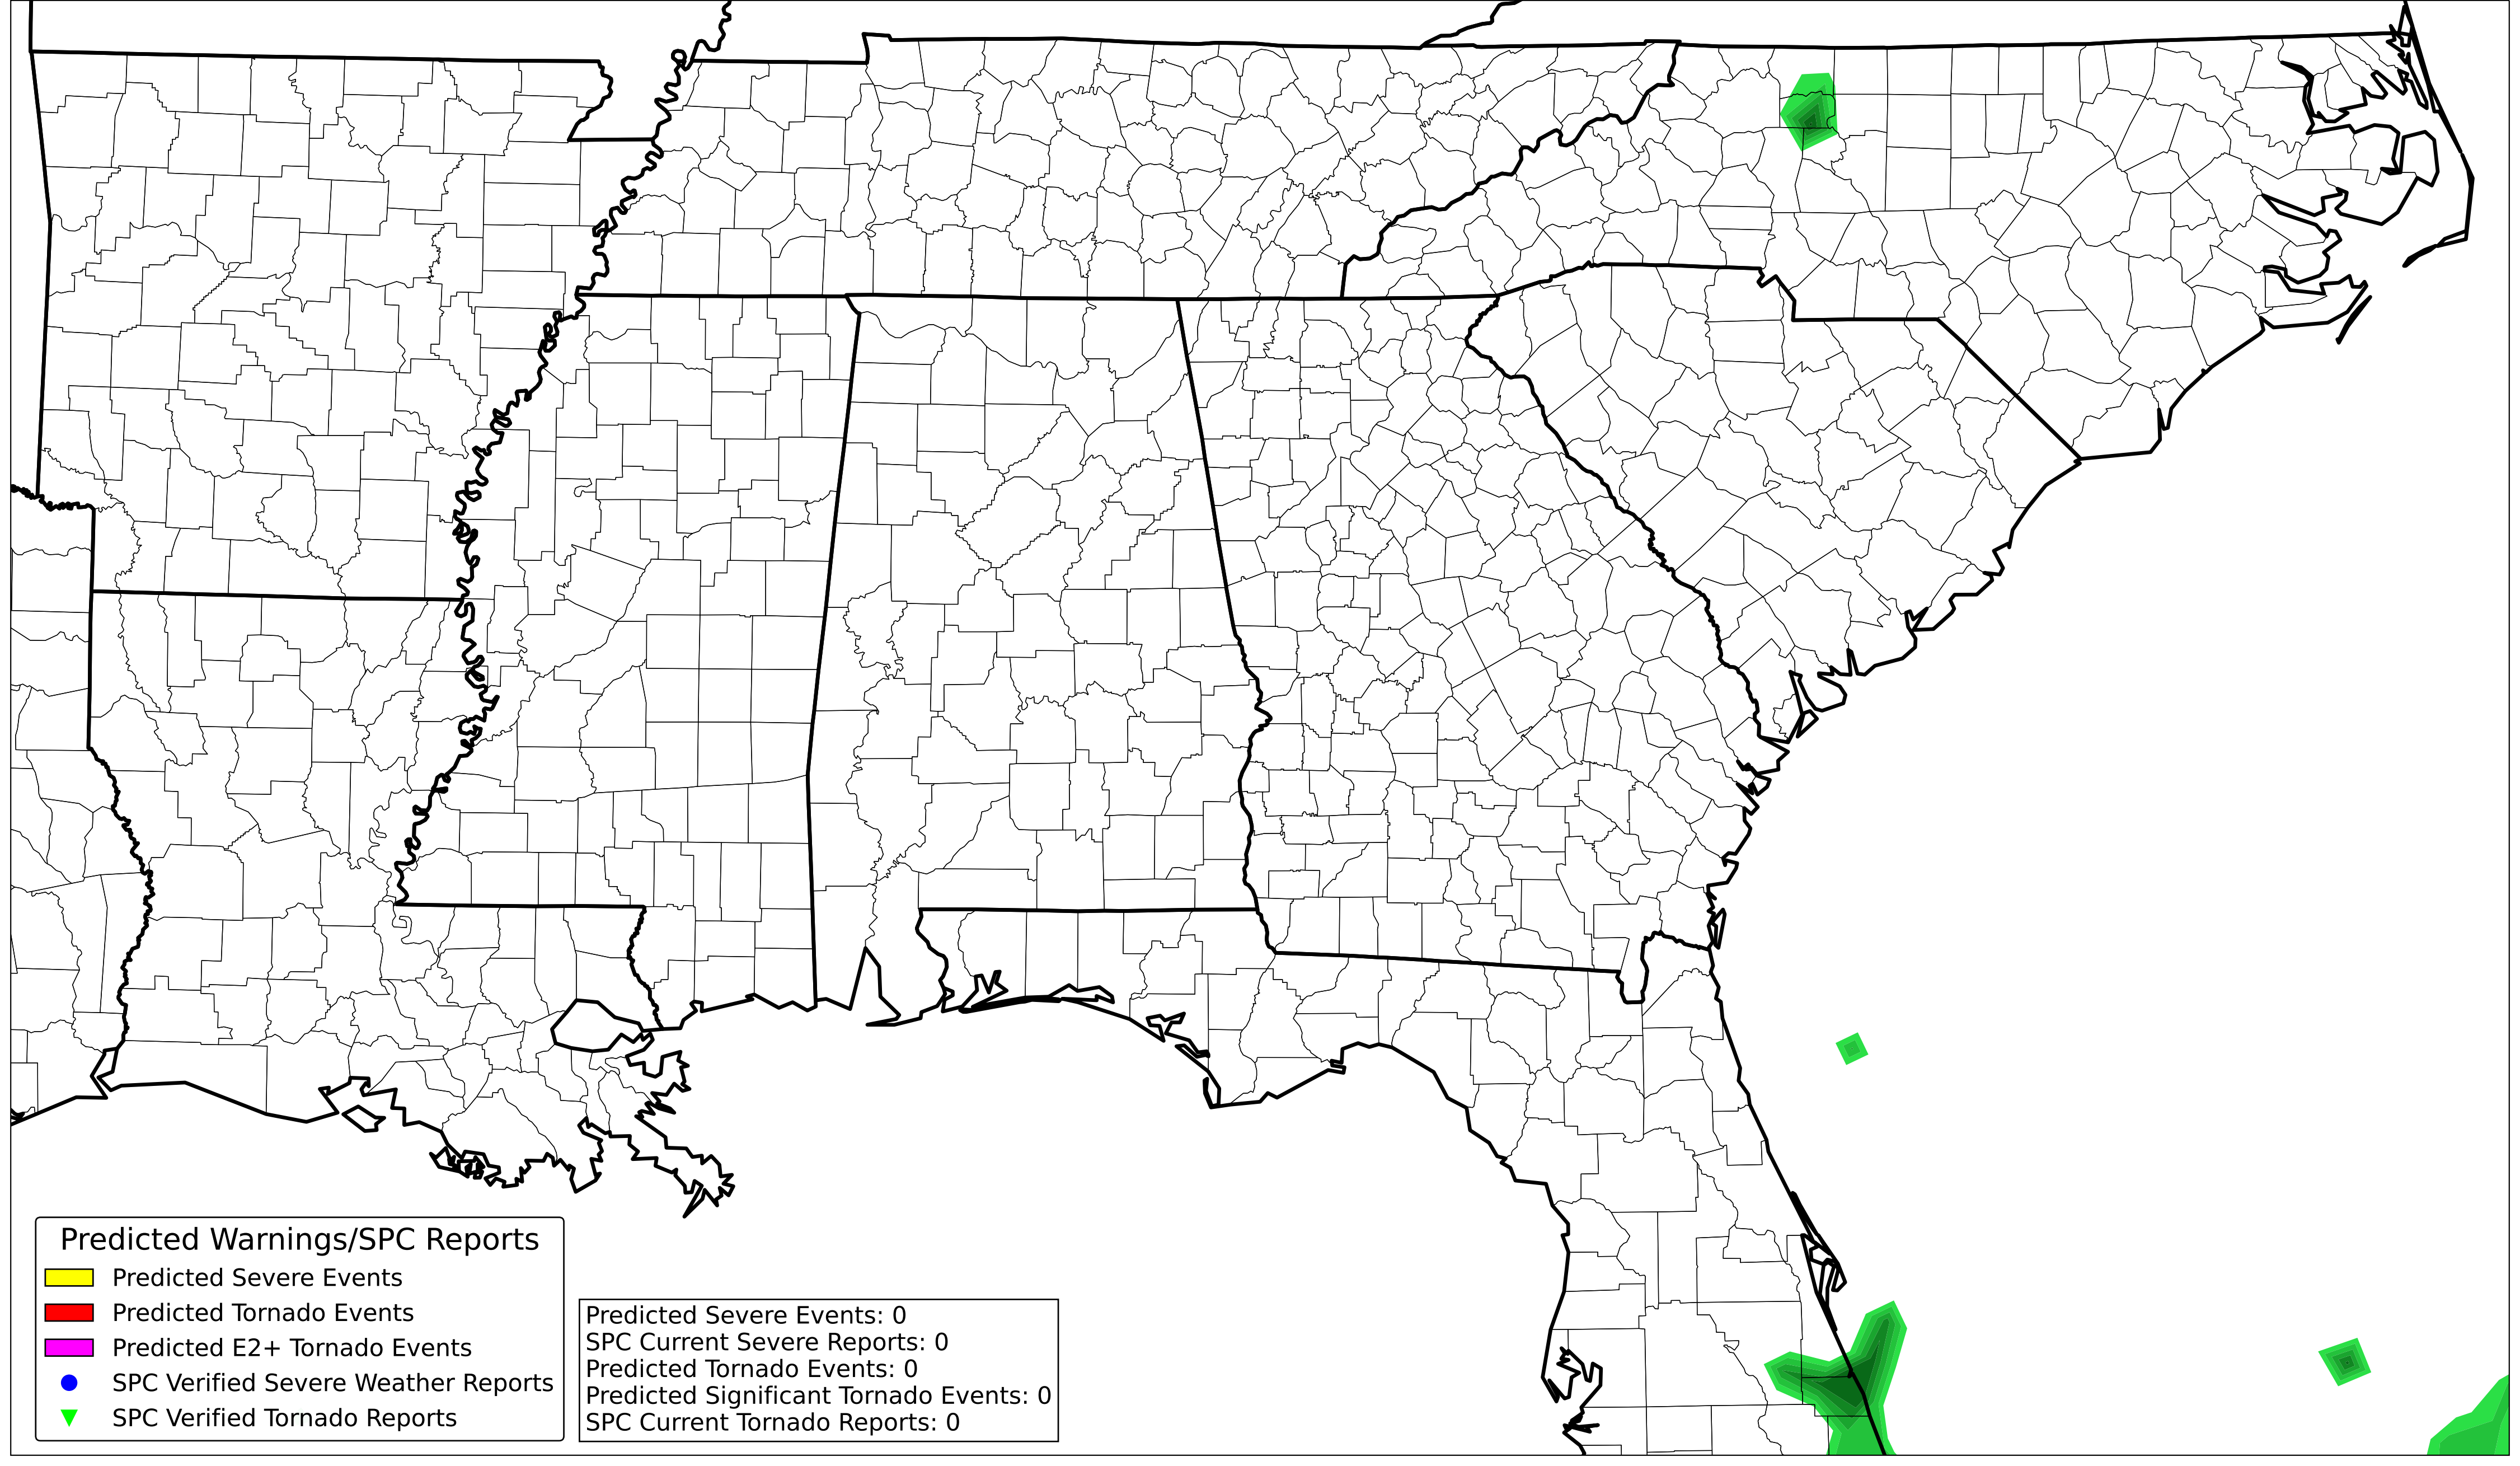 Predicted Warnings/SPC Reports
Predicted Severe Events
Predicted Tornado Events
Predicted E2+ Tornado Events
SPC Verified Severe Weather Reports
SPC Verified Tornado Reports
Predicted Severe Events: 0
SPC Current Severe Reports: 0
Predicted Tornado Events: 0
Predicted Significant Tornado Events: 0
SPC Current Tornado Reports: 0